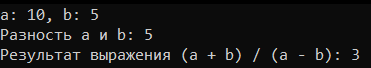 a: 10, b: 5
Разность a и b: 5
Результат выражения (a + b) / (a - b): 3